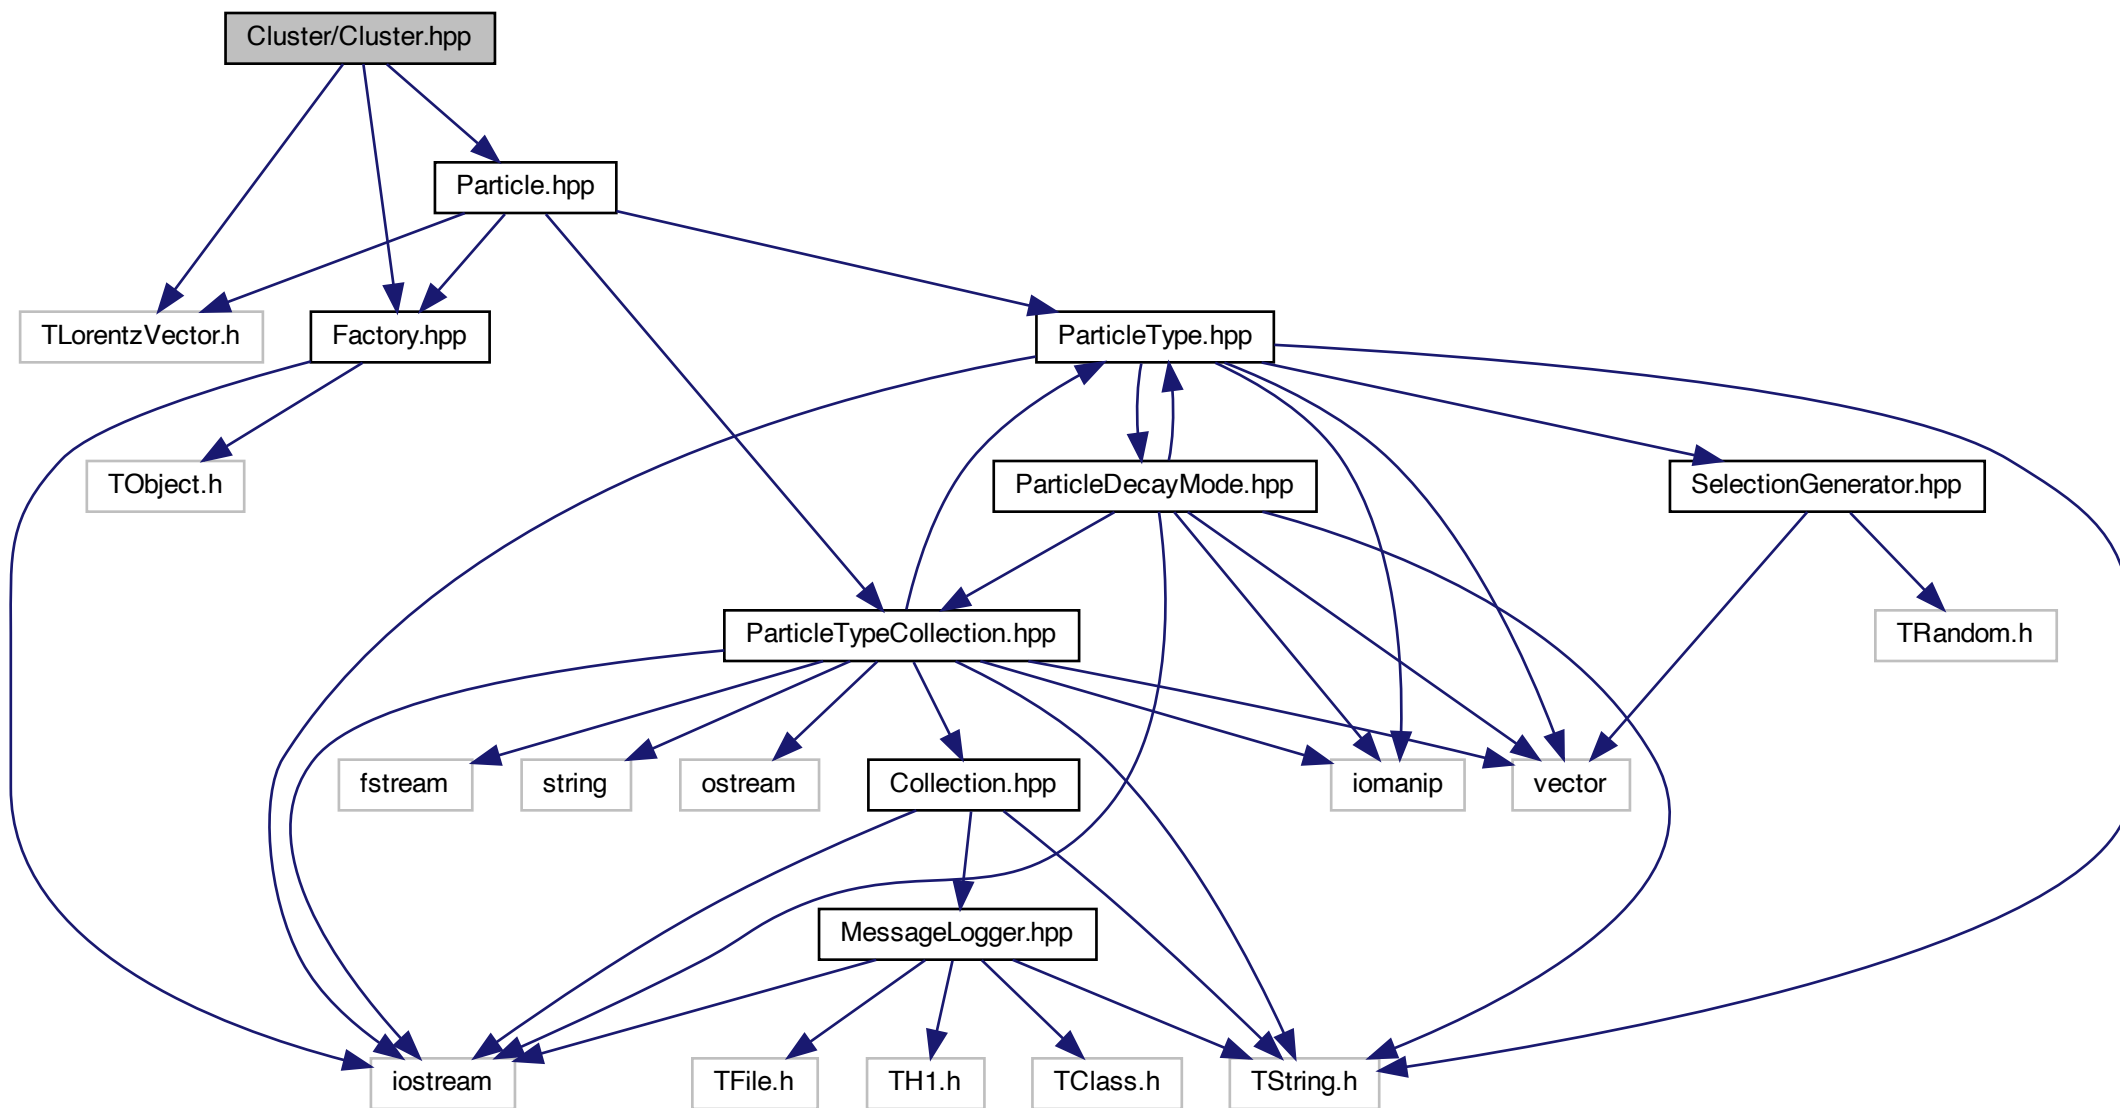 Cluster/Cluster.hpp
Particle.hpp
TLorentzVector.h
Factory.hpp
ParticleType.hpp
TObject.h
ParticleDecayMode.hpp
SelectionGenerator.hpp
ParticleTypeCollection.hpp
TRandom.h
fstream
string
ostream
Collection.hpp
iomanip
vector
MessageLogger.hpp
iostream
TFile.h
TH1.h
TClass.h
TString.h